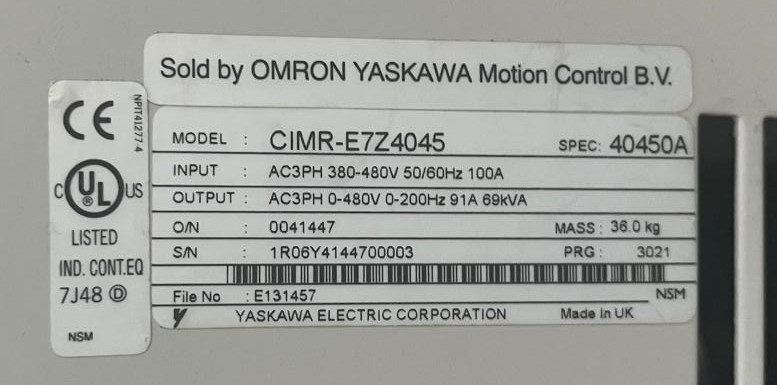 Sold by OMRON YASKAWA Motion Control B.V.
CE
NPIT41277-4
C UL ® US
LISTED
IND. CONT.EQ
7J48 D
NSM
MODEL : CIMR-E7Z4045 SPEC: 40450A
INPUT : AC3PH 380-480V 50/60Hz 100A
OUTPUT : AC3PH 0-480V 0-200Hz 91A 69kVA
O/N : 0041447 MASS : 36.0 kg
S/N : 1R06Y4144700003 PRG : 3021
File No : E131457 NSM
YASKAWA ELECTRIC CORPORATION Made In UK